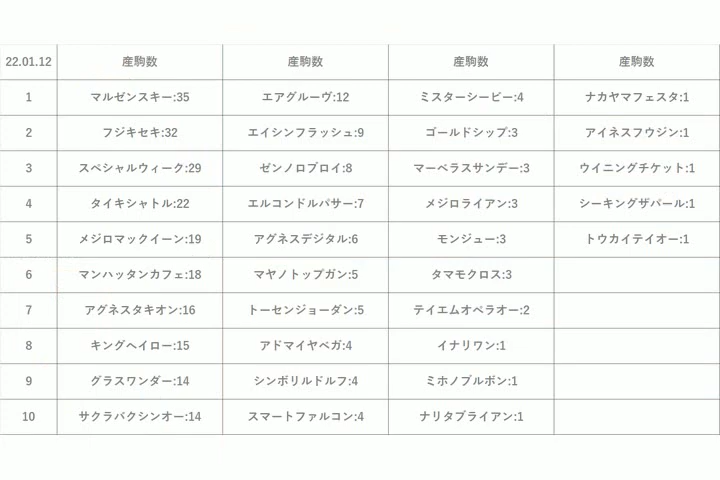 22.01.12 産駒数 産駒数 産駒数 産駒数
1 マルゼンスキー:35 エアグルーヴ:12 ミスターシービー:4 ナカヤマフェスタ:1
2 フジキセキ:32 エイシンフラッシュ:9 ゴールドシップ:3 アイネスフウジン:1
3 スペシャルウィーク:29 ゼンノロブロイ:8 マーベラスサンデー:3 ウイニングチケット:1
4 タイキシャトル:22 エルコンドルパサー:7 メジロライアン:3 シーキングザパール:1
5 メジロマックイーン:19 アグネスデジタル:6 モンジュー:3 トウカイテイオー:1
6 マンハッタンカフェ:18 マヤノトップガン:5 タマモクロス:3
7 アグネスタキオン:16 トーセンジョーダン:5 テイエムオペラオー:2
8 キングヘイロー:15 アドマイヤベガ:4 イナリワン:1
9 グラスワンダー:14 シンボリルドルフ:4 ミホノブルボン:1
10 サクラバクシンオー:14 スマートファルコン:4 ナリタブライアン:1